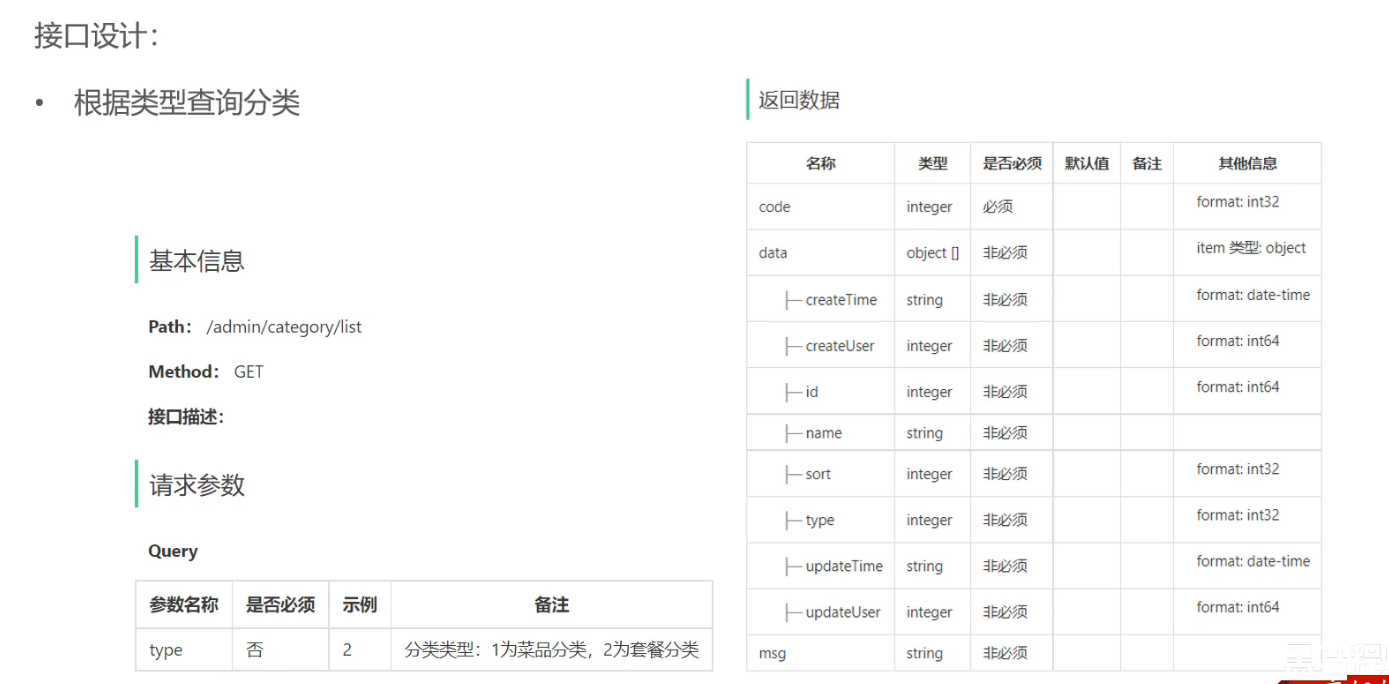 接口设计：
• 根据类型查询分类
基本信息
Path： /admin/category/list
Method： GET
接口描述：
请求参数
Query
参数名称 是否必须 示例 备注
type 否 2 分类类型：1为菜品分类，2为套餐分类
返回数据
名称 类型 是否必须 默认值 备注 其他信息
code integer 必须 format: int32
data object [] 非必须 item 类型: object
├─ createTime string 非必须 format: date-time
├─ createUser integer 非必须 format: int64
├─ id integer 非必须 format: int64
├─ name string 非必须
├─ sort integer 非必须 format: int32
├─ type integer 非必须 format: int32
├─ updateTime string 非必须 format: date-time
├─ updateUser integer 非必须 format: int64
msg string 非必须